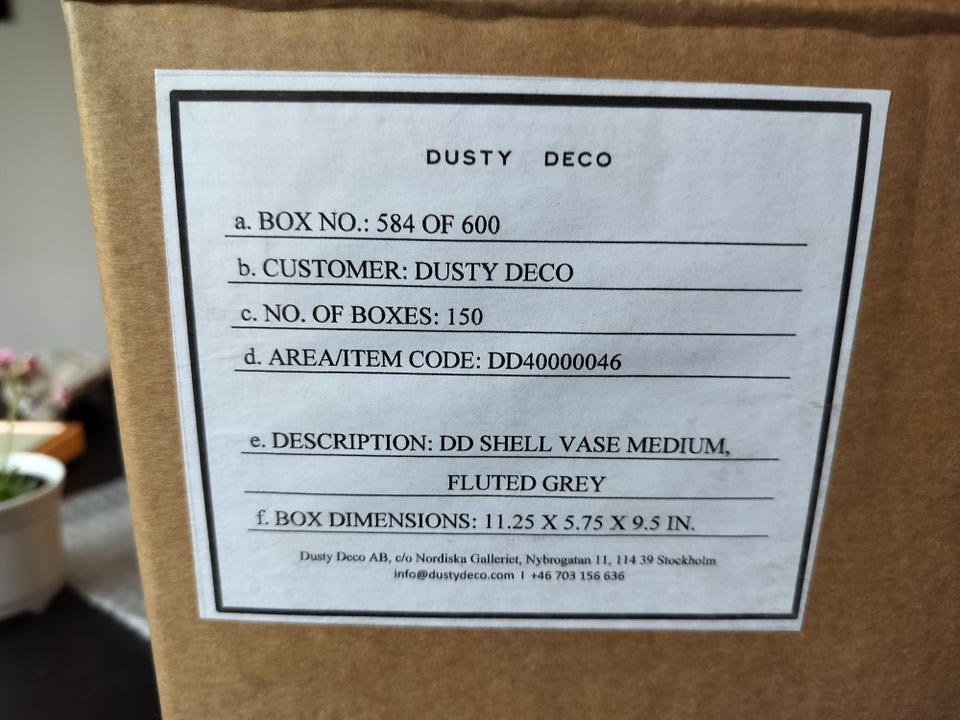 DUSTY DECO
a. BOX NO.: 584 OF 600
b. CUSTOMER: DUSTY DECO
c. NO. OF BOXES: 150
d. AREA/ITEM CODE: DD40000046
e. DESCRIPTION: DD SHELL VASE MEDIUM,
FLUTED GREY
f. BOX DIMENSIONS: 11.25 X 5.75 X 9.5 IN.
Dusty Deco AB, c/o Nordiska Galleriet, Nybrogatan 11, 114 39 Stockholm
info@dustydeco.com I +46 703 156 636